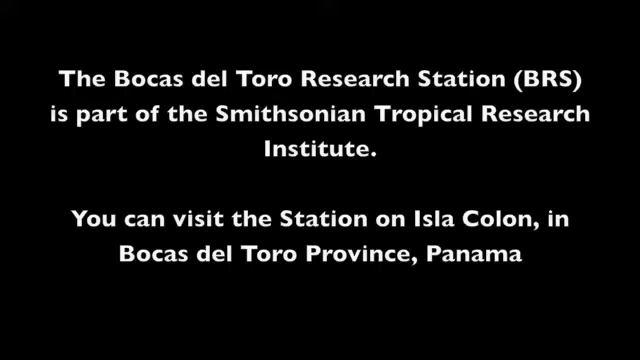 The Bocas del Toro Research Station (BRS)
is part of the Smithsonian Tropical Research
Institute.
You can visit the Station on Isla Colon, in
Bocas del Toro Province, Panama